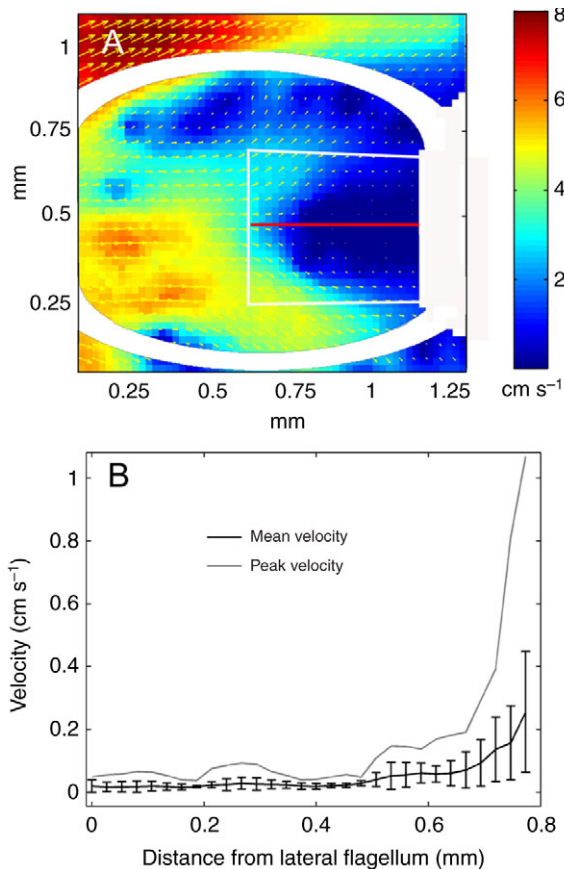 A
8
1
6
0.75
mm
0.5
4
0.25
2
0.25 0.5 0.75 1 1.25
0
cm s–1
mm
B
1
Mean velocity
Peak velocity
0.8
0.6
Velocity (cm s–1)
0.4
0.2
0
0 0.2 0.4 0.6 0.8
Distance from lateral flagellum (mm)